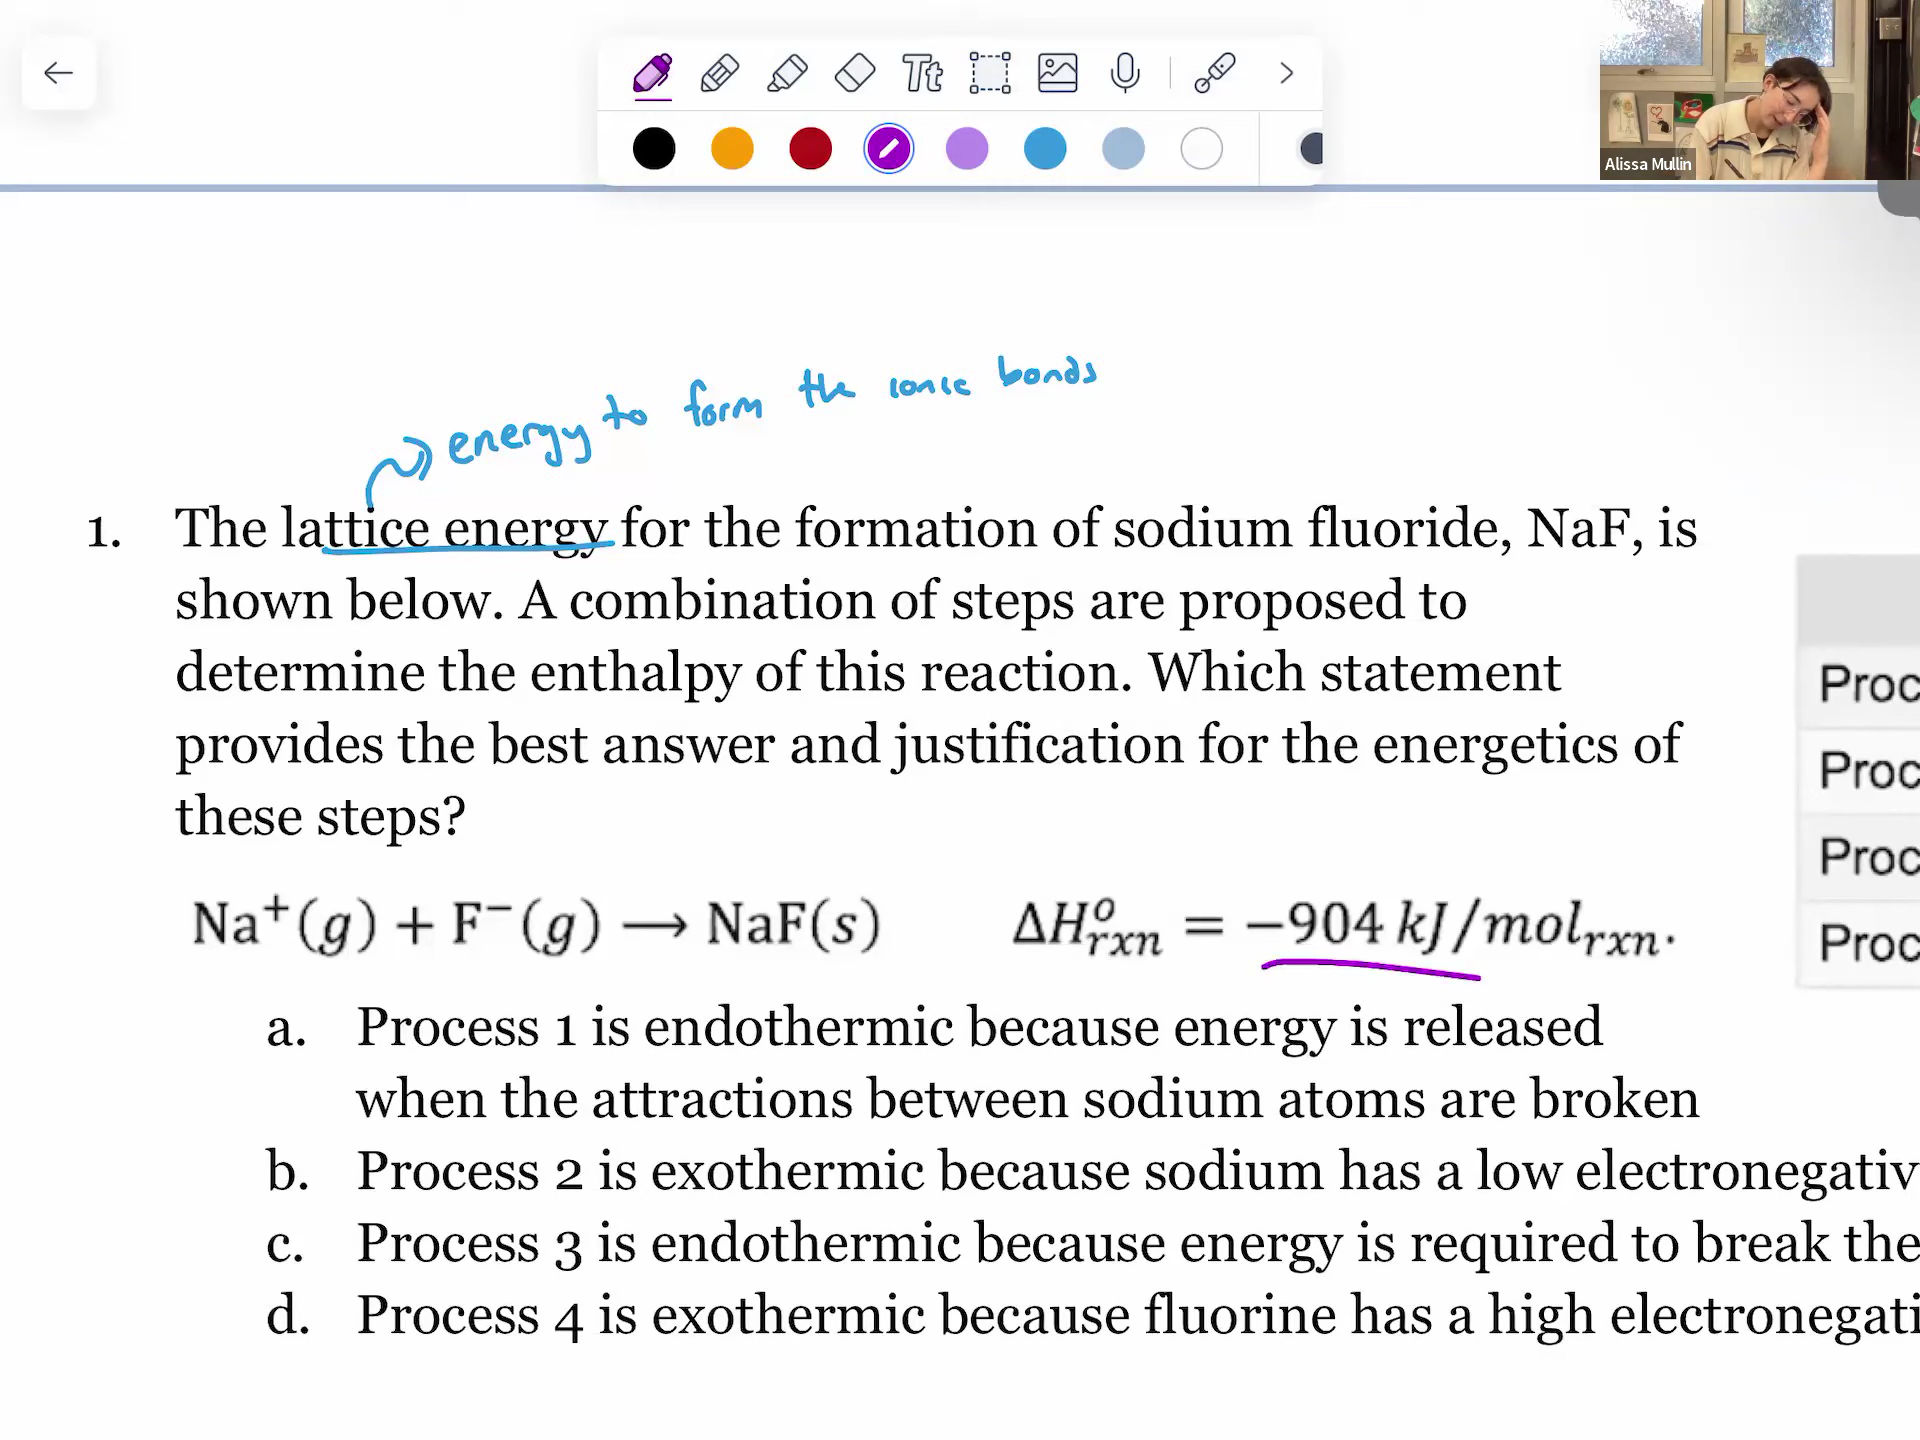 Tt
Alissa Mullin
energy to form the ionic bonds
1. The lattice energy for the formation of sodium fluoride, NaF, is
shown below. A combination of steps are proposed to
determine the enthalpy of this reaction. Which statement
provides the best answer and justification for the energetics of
these steps?
Na⁺(g) + F⁻(g) → NaF(s) ΔH°rxn = −904 kJ/molrxn.
a. Process 1 is endothermic because energy is released
when the attractions between sodium atoms are broken
b. Process 2 is exothermic because sodium has a low electronegativ
c. Process 3 is endothermic because energy is required to break the
d. Process 4 is exothermic because fluorine has a high electronegati
Proc
Proc
Proc
Proc